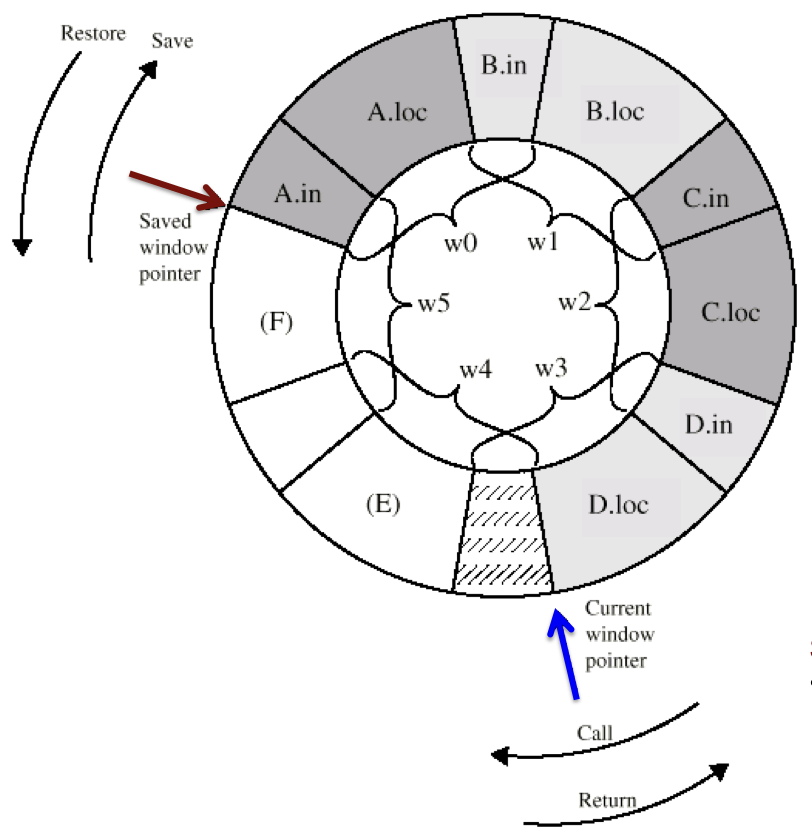 Restore
Save
B.in
A.loc
B.loc
A.in
C.in
Saved
window
pointer
w0
w1
(F)
w5
w2
C.loc
w4
w3
D.in
(E)
D.loc
Current
window
pointer
Call
Return